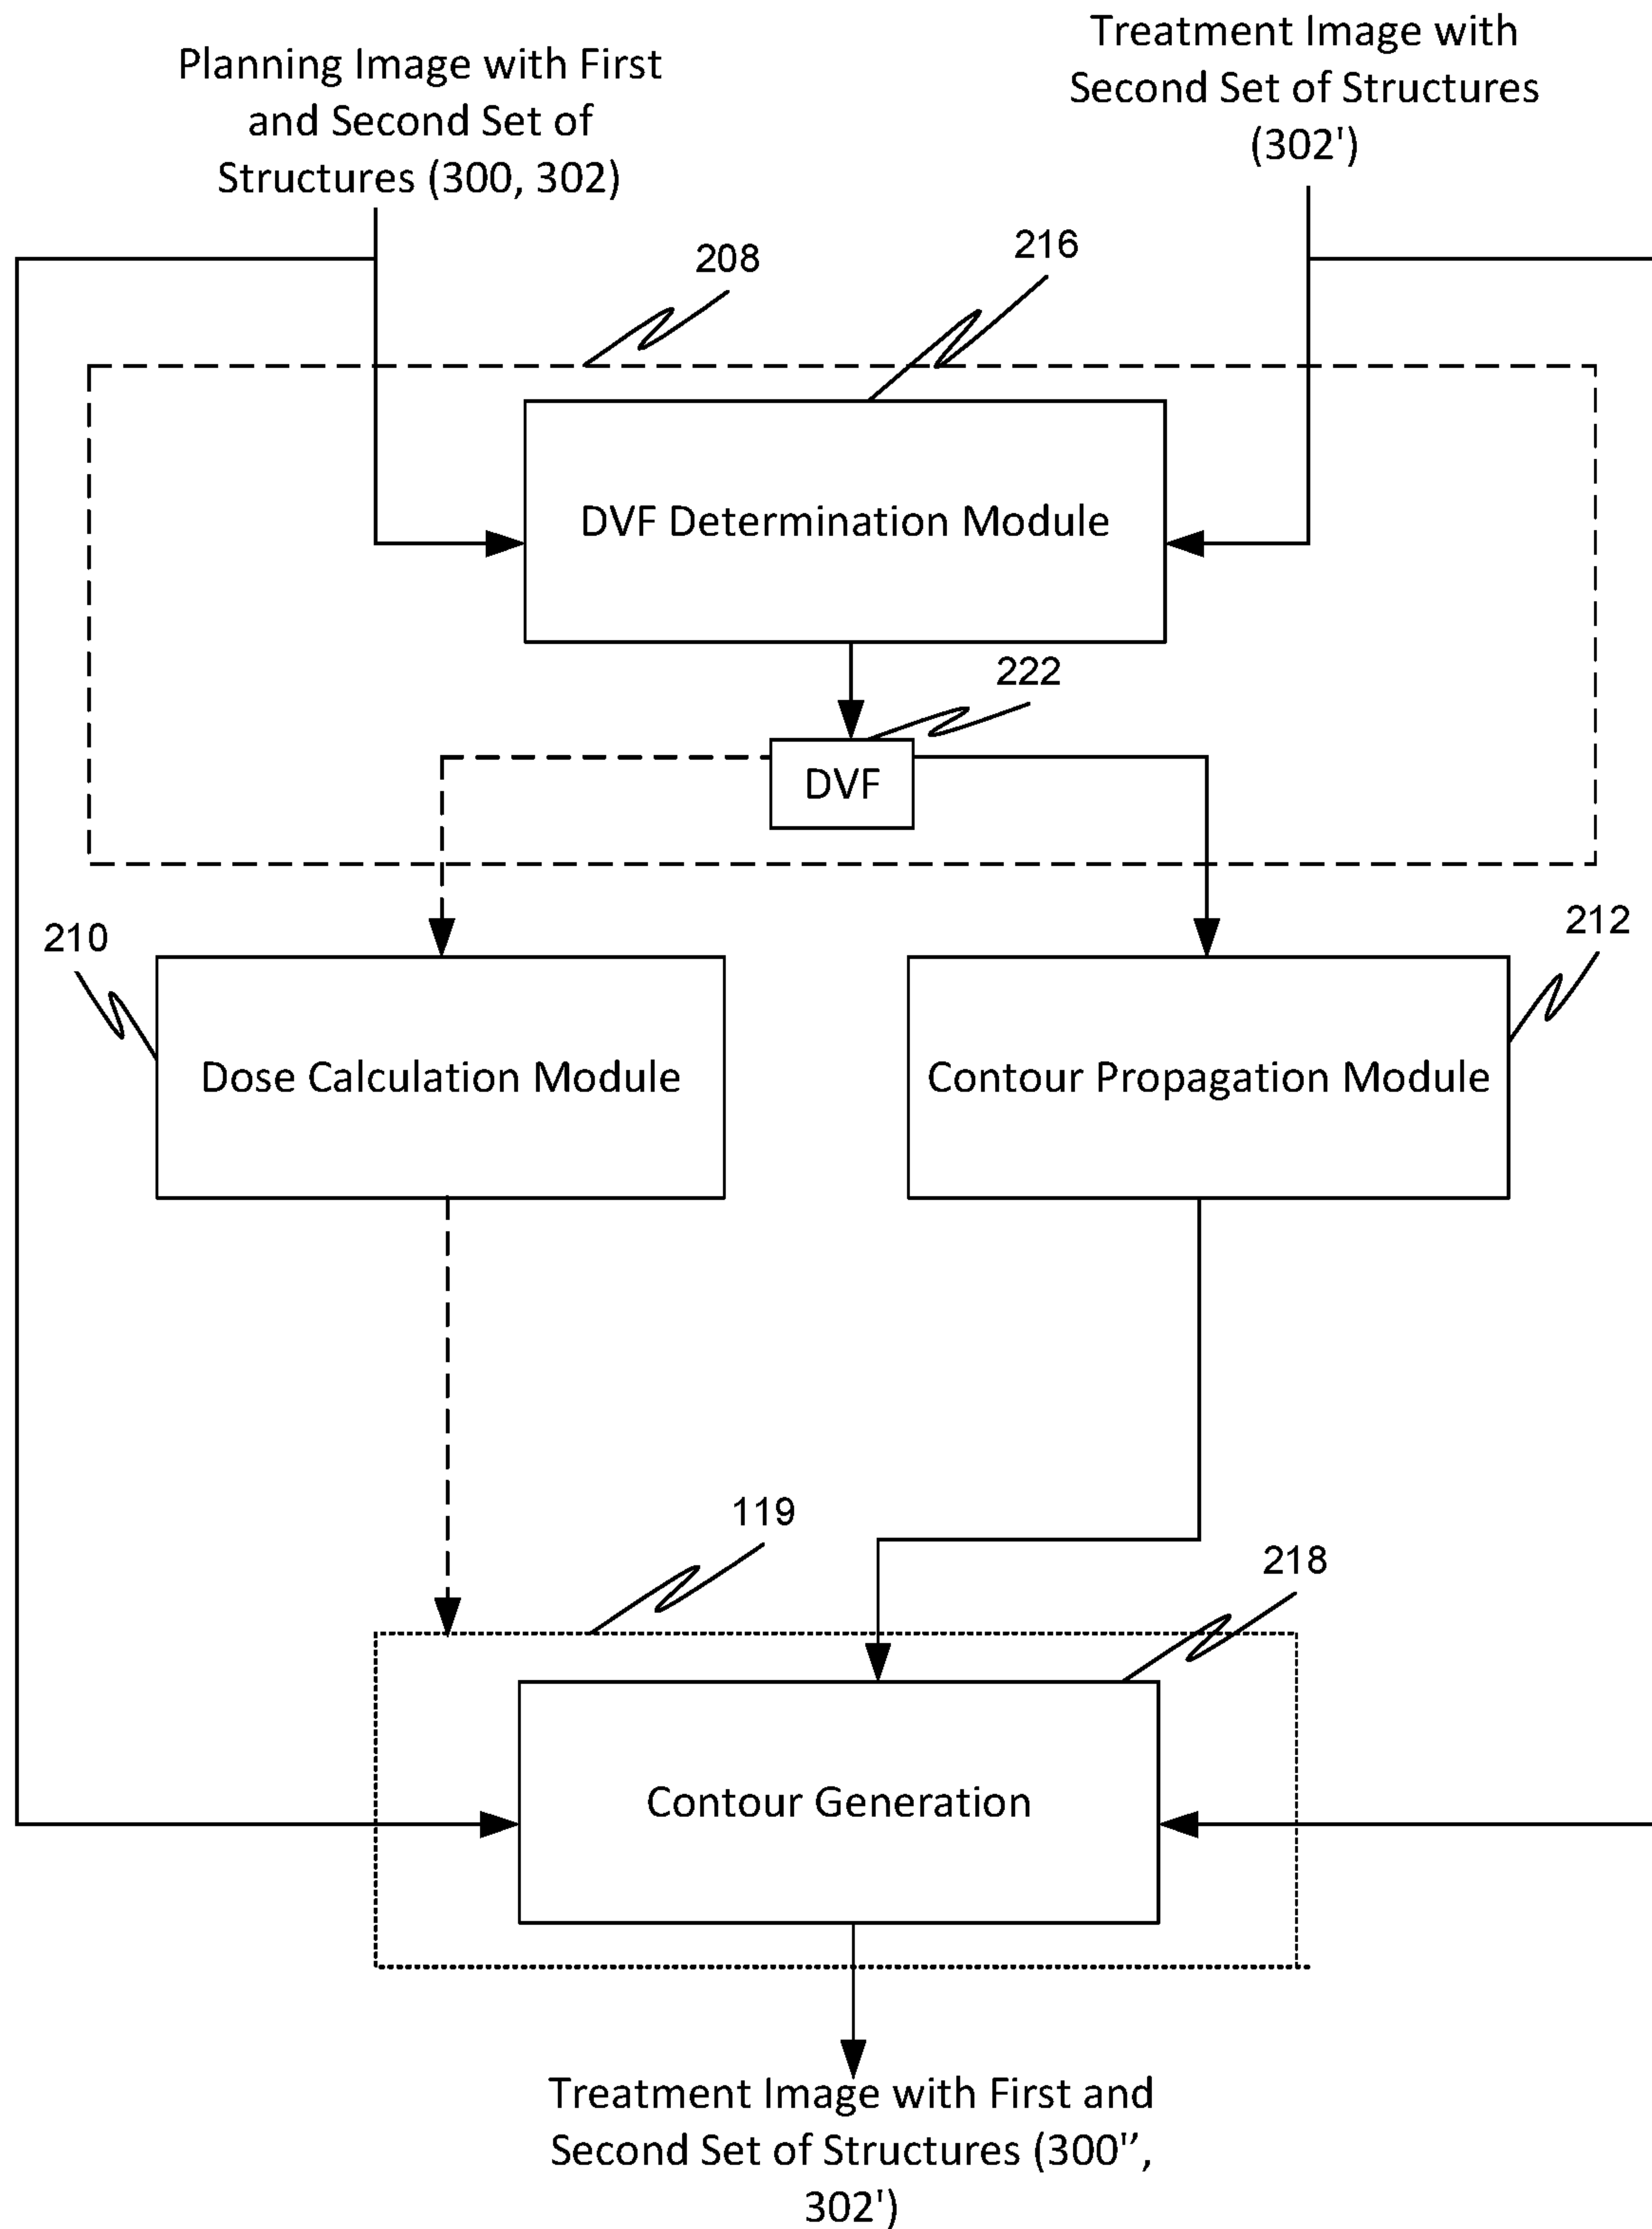 Planning Image with First
and Second Set of
Structures (300, 302)
Treatment Image with
Second Set of Structures
(302')
208
216
DVF Determination Module
222
DVF
210
212
Dose Calculation Module
Contour Propagation Module
119
218
Contour Generation
Treatment Image with First and
Second Set of Structures (300'’,
302')